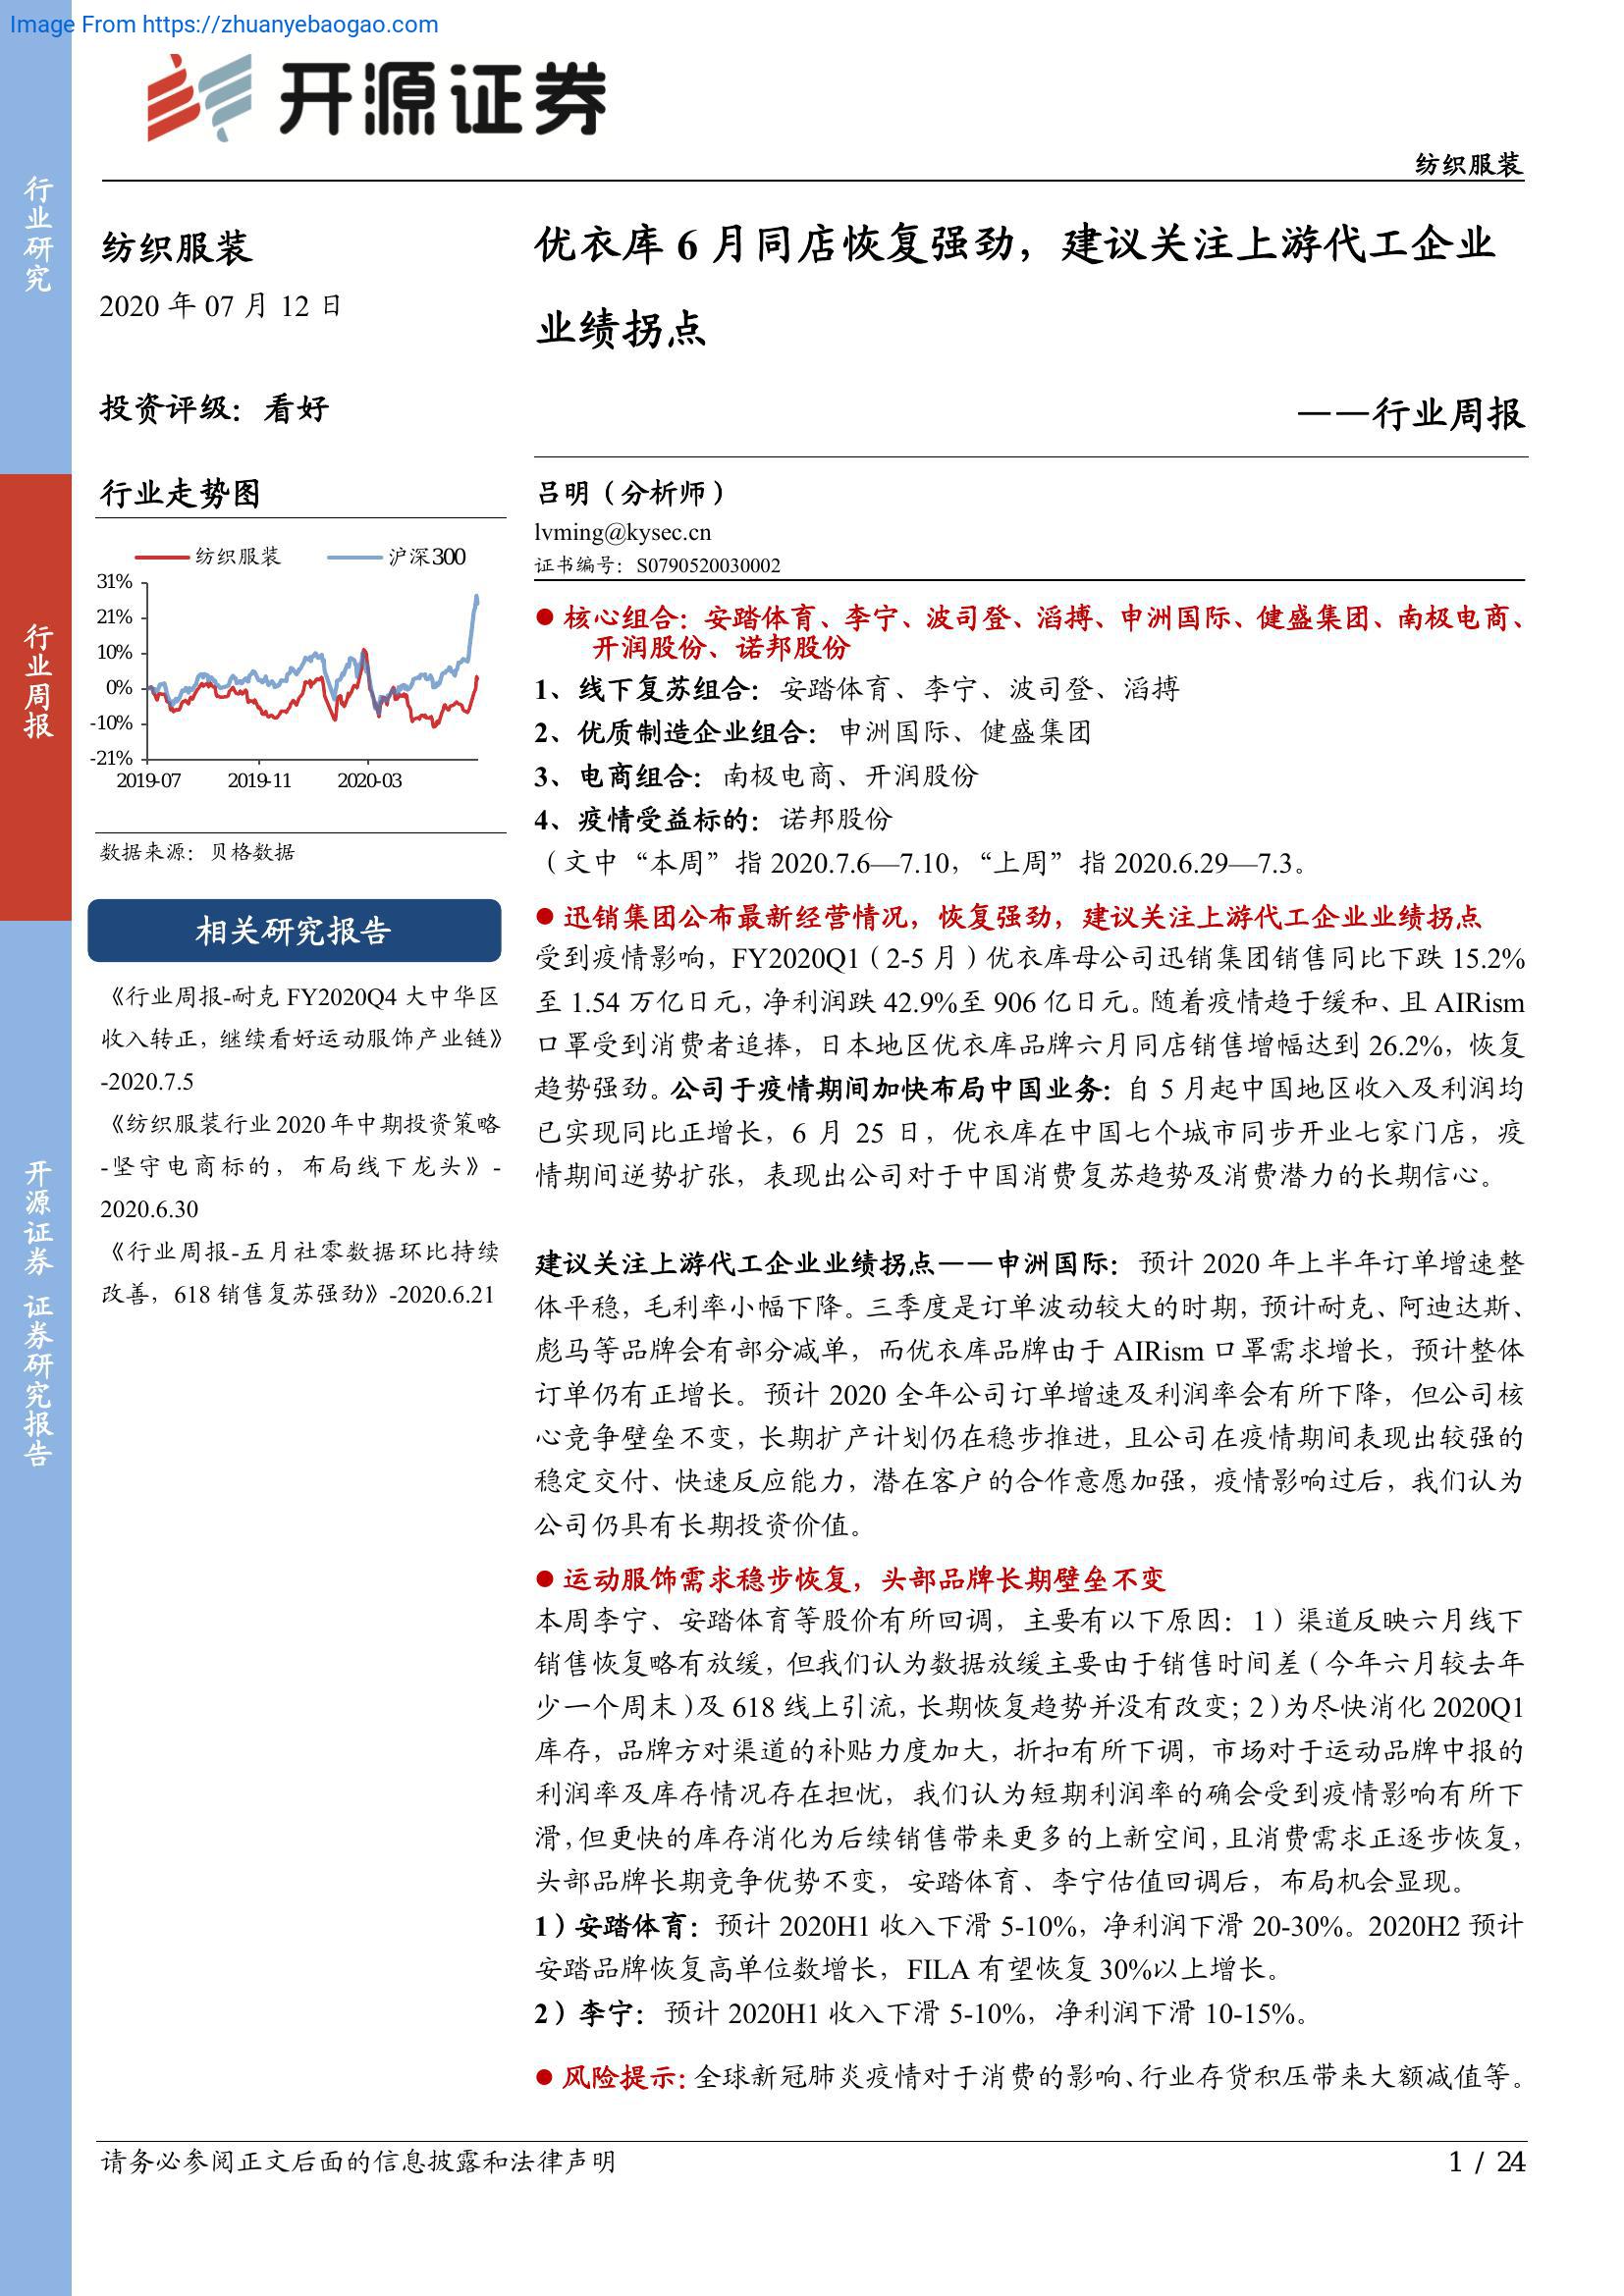 Image From https://zhuanyebaogao.com
开源证券
纺织服装
行业研究
行业周报
开源证券 证券研究报告
纺织服装
2020 年 07 月 12 日
投资评级：看好
行业走势图
纺织服装
沪深300
31%
21%
10%
0%
-10%
-21%
2019-07
2019-11
2020-03
数据来源：贝格数据
相关研究报告
《行业周报-耐克 FY2020Q4 大中华区
收入转正，继续看好运动服饰产业链》
-2020.7.5
《纺织服装行业 2020 年中期投资策略
-坚守电商标的，布局线下龙头》-
2020.6.30
《行业周报-五月社零数据环比持续
改善，618 销售复苏强劲》-2020.6.21
优衣库 6 月同店恢复强劲，建议关注上游代工企业
业绩拐点
——行业周报
吕明（分析师）
lvming@kysec.cn
证书编号：S0790520030002
● 核心组合：安踏体育、李宁、波司登、滔搏、申洲国际、健盛集团、南极电商、
开润股份、诺邦股份
1、线下复苏组合：安踏体育、李宁、波司登、滔搏
2、优质制造企业组合：申洲国际、健盛集团
3、电商组合：南极电商、开润股份
4、疫情受益标的：诺邦股份
（文中“本周”指 2020.7.6—7.10，“上周”指 2020.6.29—7.3。
● 迅销集团公布最新经营情况，恢复强劲，建议关注上游代工企业业绩拐点
受到疫情影响，FY2020Q1（2-5 月）优衣库母公司迅销集团销售同比下跌 15.2%
至 1.54 万亿日元，净利润跌 42.9%至 906 亿日元。随着疫情趋于缓和、且 AIRism
口罩受到消费者追捧，日本地区优衣库品牌六月同店销售增幅达到 26.2%，恢复
趋势强劲。公司于疫情期间加快布局中国业务：自 5 月起中国地区收入及利润均
已实现同比正增长，6 月 25 日，优衣库在中国七个城市同步开业七家门店，疫
情期间逆势扩张，表现出公司对于中国消费复苏趋势及消费潜力的长期信心。
建议关注上游代工企业业绩拐点——申洲国际：预计 2020 年上半年订单增速整
体平稳，毛利率小幅下降。三季度是订单波动较大的时期，预计耐克、阿迪达斯、
彪马等品牌会有部分减单，而优衣库品牌由于 AIRism 口罩需求增长，预计整体
订单仍有正增长。预计 2020 全年公司订单增速及利润率会有所下降，但公司核
心竞争壁垒不变，长期扩产计划仍在稳步推进，且公司在疫情期间表现出较强的
稳定交付、快速反应能力，潜在客户的合作意愿加强，疫情影响过后，我们认为
公司仍具有长期投资价值。
● 运动服饰需求稳步恢复，头部品牌长期壁垒不变
本周李宁、安踏体育等股价有所回调，主要有以下原因：1）渠道反映六月线下
销售恢复略有放缓，但我们认为数据放缓主要由于销售时间差（今年六月较去年
少一个周末）及 618 线上引流，长期恢复趋势并没有改变；2）为尽快消化 2020Q1
库存，品牌方对渠道的补贴力度加大，折扣有所下调，市场对于运动品牌中报的
利润率及库存情况存在担忧，我们认为短期利润率的确会受到疫情影响有所下
滑，但更快的库存消化为后续销售带来更多的上新空间，且消费需求正逐步恢复，
头部品牌长期竞争优势不变，安踏体育、李宁估值回调后，布局机会显现。
1）安踏体育：预计 2020H1 收入下滑 5-10%，净利润下滑 20-30%。2020H2 预计
安踏品牌恢复高单位数增长，FILA 有望恢复 30%以上增长。
2）李宁：预计 2020H1 收入下滑 5-10%，净利润下滑 10-15%。
● 风险提示：全球新冠肺炎疫情对于消费的影响、行业存货积压带来大额减值等。
请务必参阅正文后面的信息披露和法律声明
1 / 24